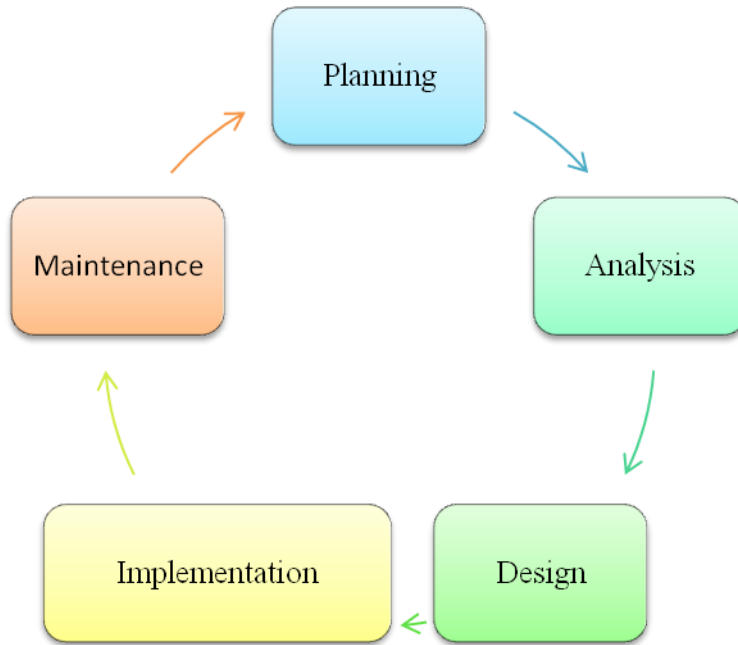 Planning
Analysis
Design
Implementation
Maintenance